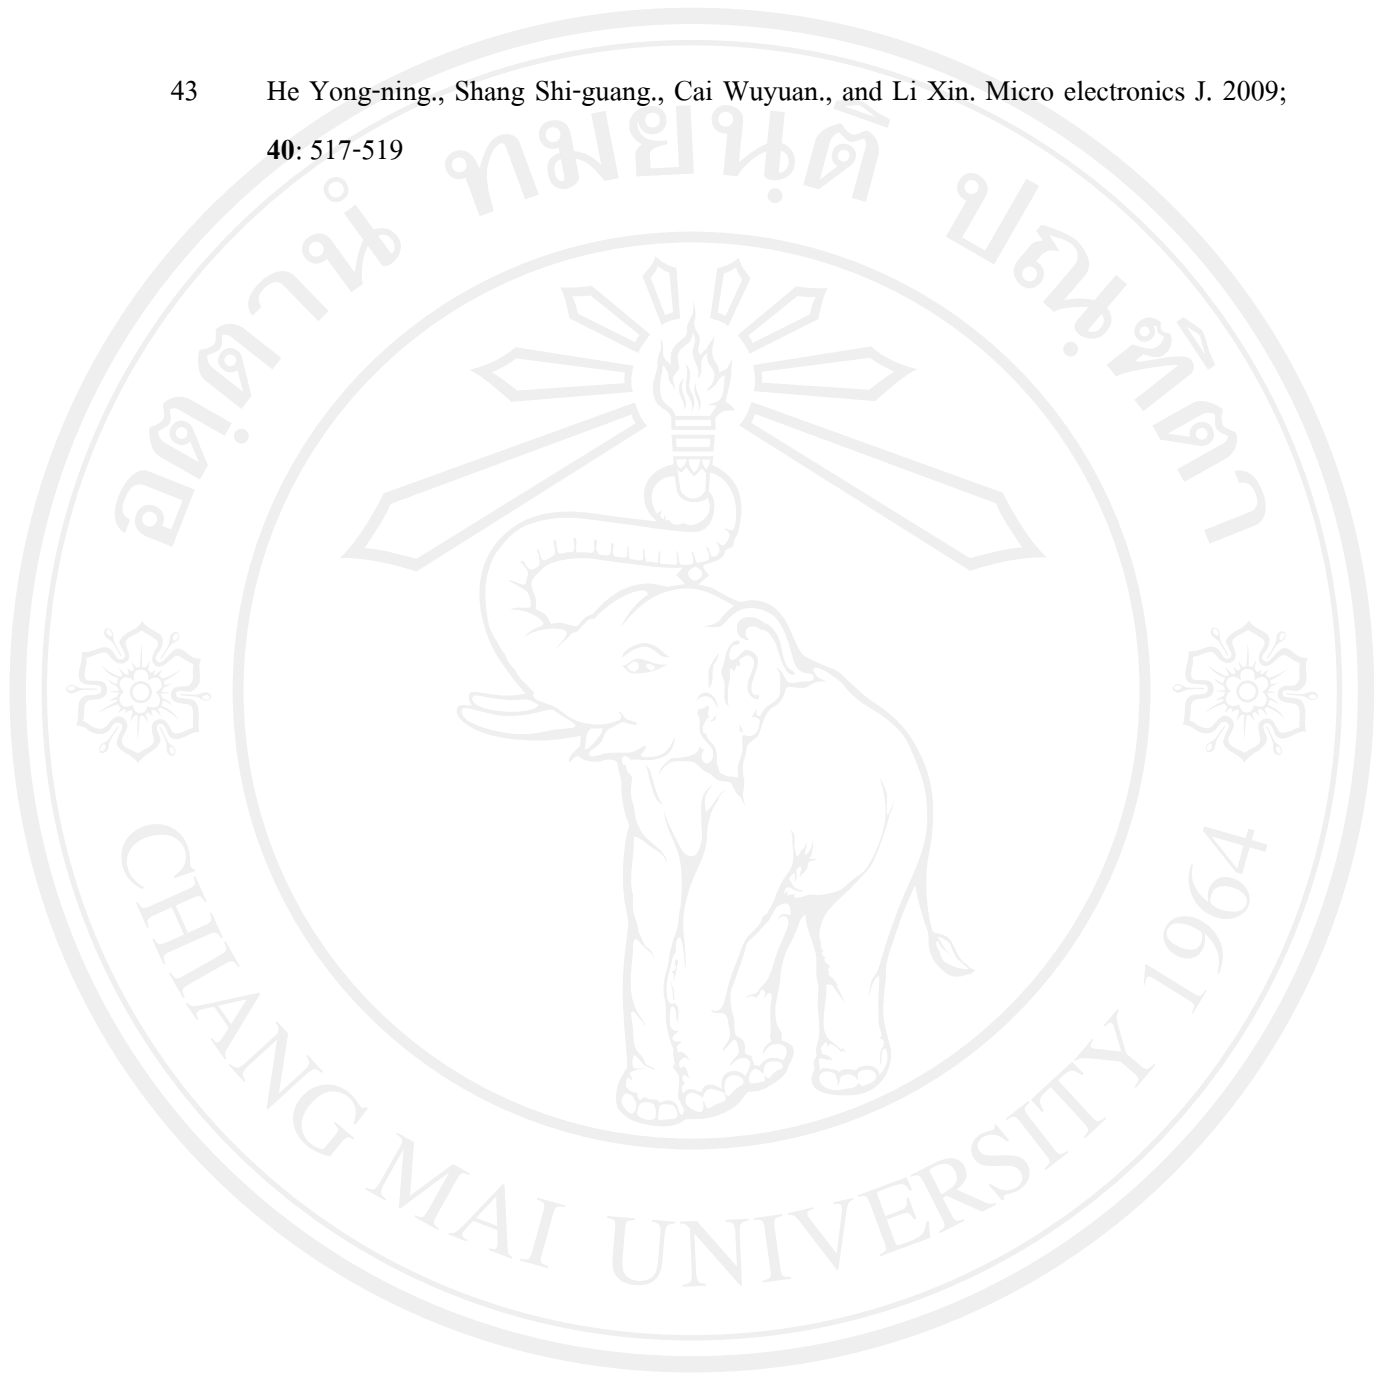 43 He Yong-ning., Shang Shi-guang., Cai Wuyuan., and Li Xin. Micro electronics J. 2009;
40: 517-519
อตฺตานํ ทมยนฺติ ปณฺฑิตา
CHIANG MAI UNIVERSITY 1964